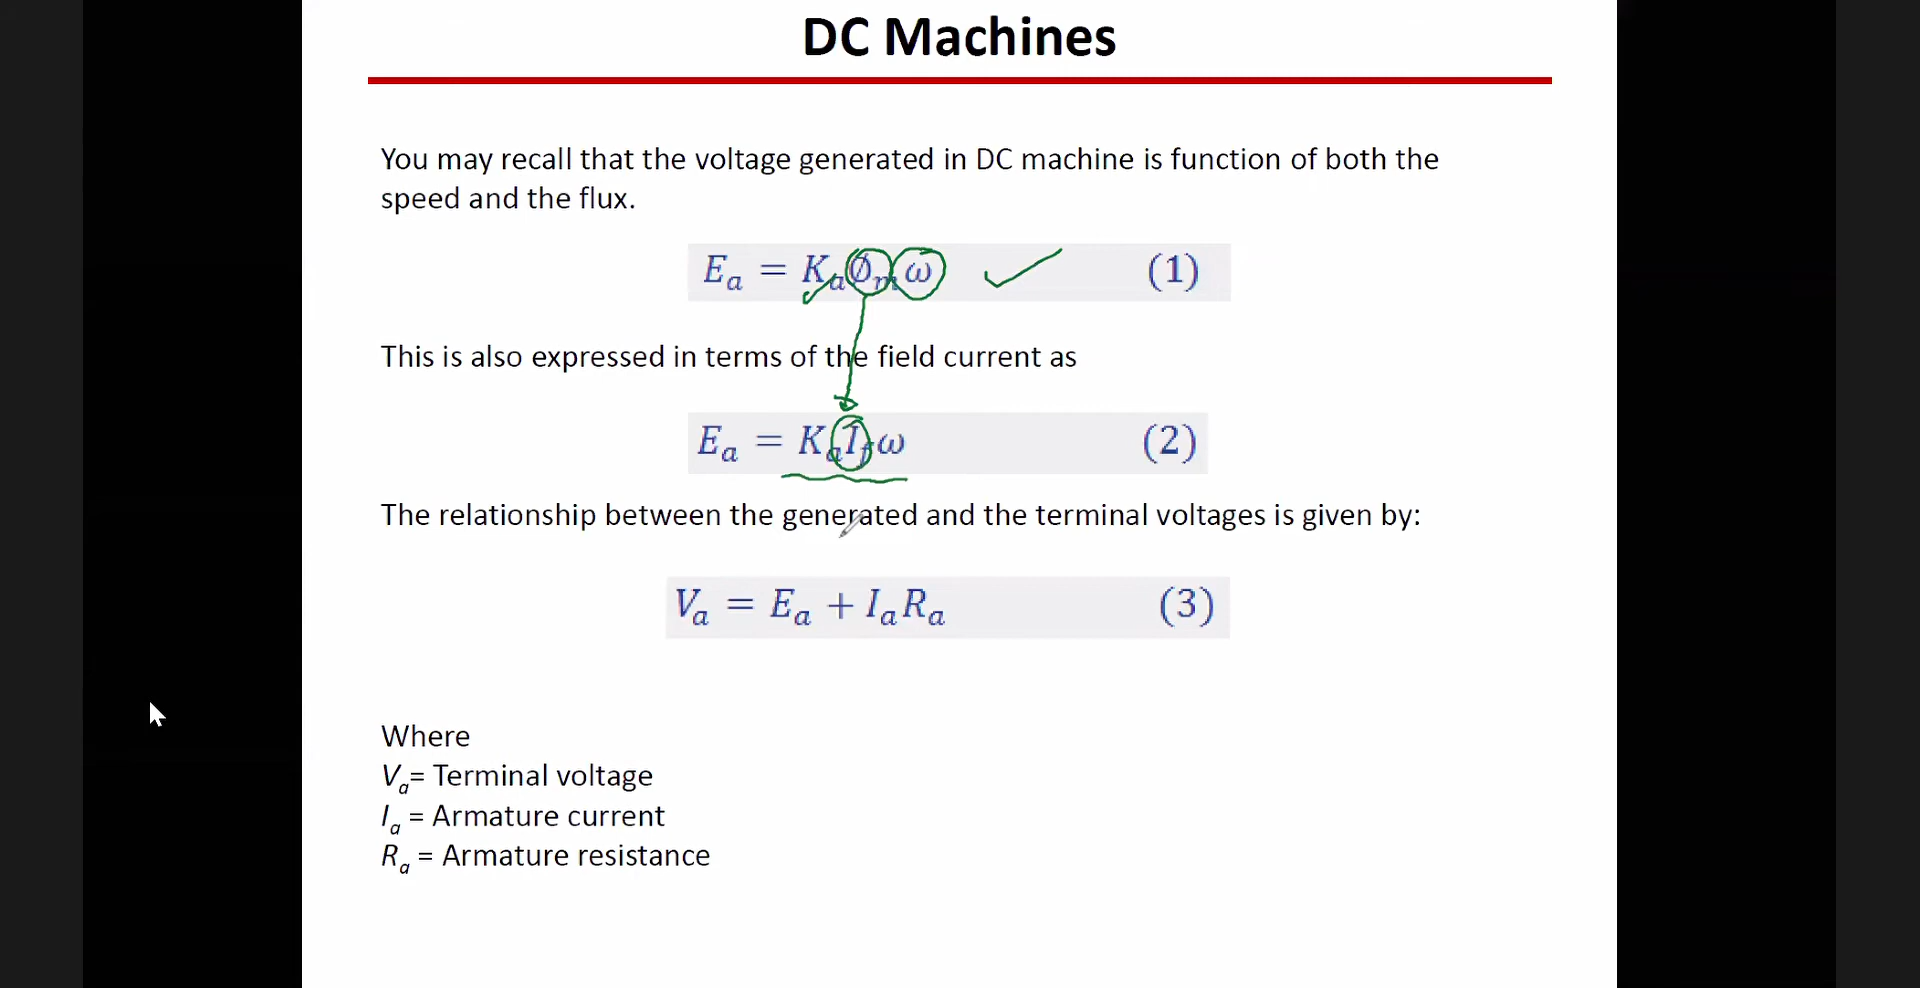 DC Machines
You may recall that the voltage generated in DC machine is function of both the
speed and the flux.
Eₐ = KₐØₘω (1)
This is also expressed in terms of the field current as
Eₐ = KₐI_fω (2)
The relationship between the generated and the terminal voltages is given by:
Vₐ = Eₐ + IₐRₐ (3)
Where
Vₐ= Terminal voltage
Iₐ = Armature current
Rₐ = Armature resistance